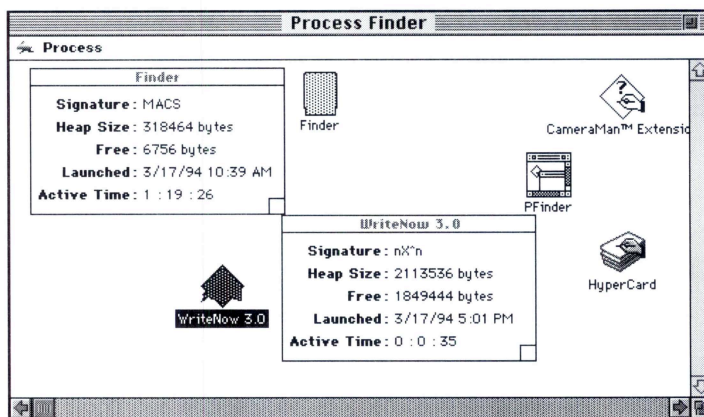 Process Finder
Process
Finder
Signature: MACS
Heap Size: 318464 bytes
Free: 6756 bytes
Launched: 3/17/94 10:39 AM
Active Time: 1 : 19 : 26
Finder
CameraMan™ Extensio
PFinder
WriteNow 3.0
Signature: nX^n
Heap Size: 2113536 bytes
Free: 1849444 bytes
Launched: 3/17/94 5:01 PM
Active Time: 0 : 0 : 35
HyperCard
WriteNow 3.0